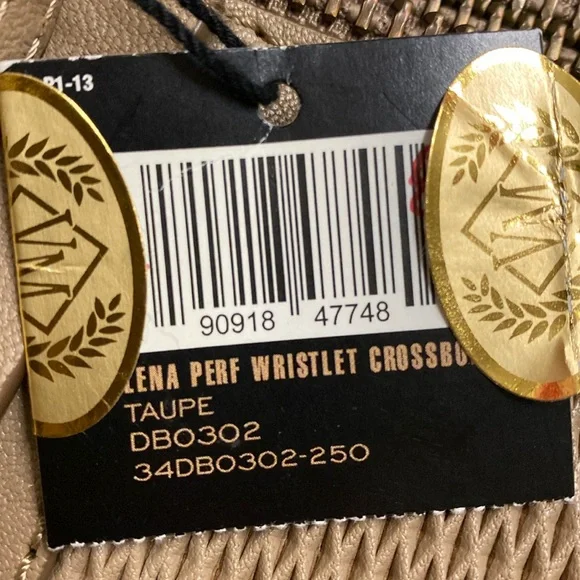 P1-13
90918 47748
LENA PERF WRISTLET CROSSBO
TAUPE
DB0302
34DB0302-250